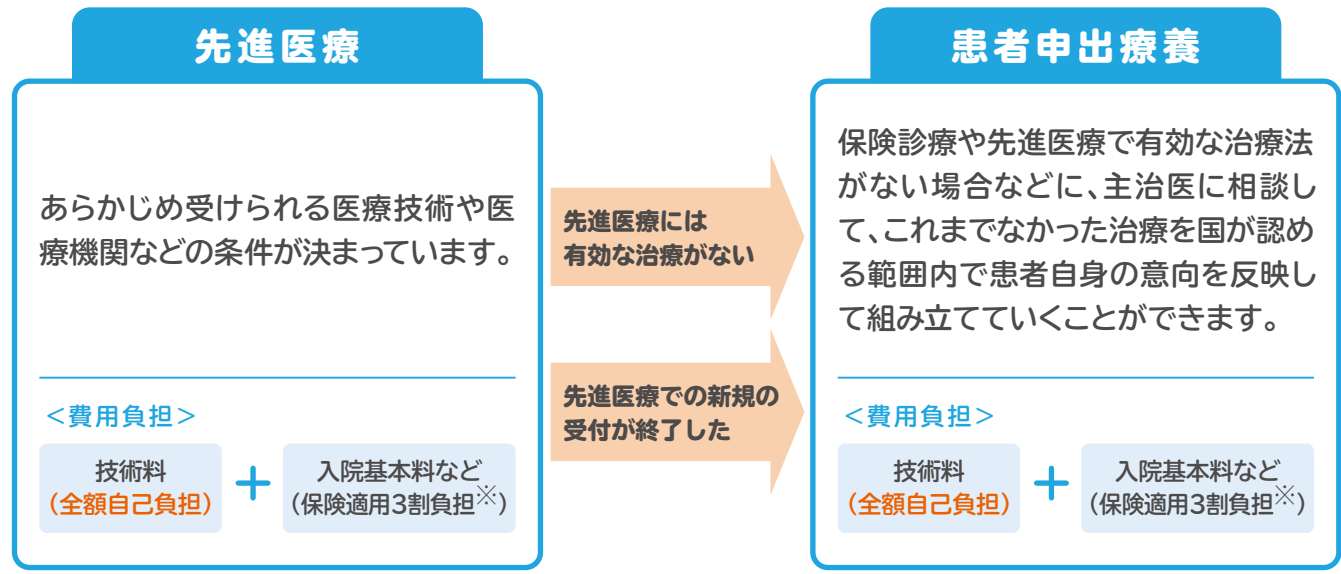 先進医療
あらかじめ受けられる医療技術や医
療機関などの条件が決まっています。
<費用負担>
技術料
(全額自己負担)
+
入院基本料など
(保険適用3割負担※)
先進医療には
有効な治療がない
先進医療での新規の
受付が終了した
患者申出療養
保険診療や先進医療で有効な治療法
がない場合などに、主治医に相談し
て、これまでなかった治療を国が認め
る範囲内で患者自身の意向を反映し
て組み立てていくことができます。
<費用負担>
技術料
(全額自己負担)
+
入院基本料など
(保険適用3割負担※)